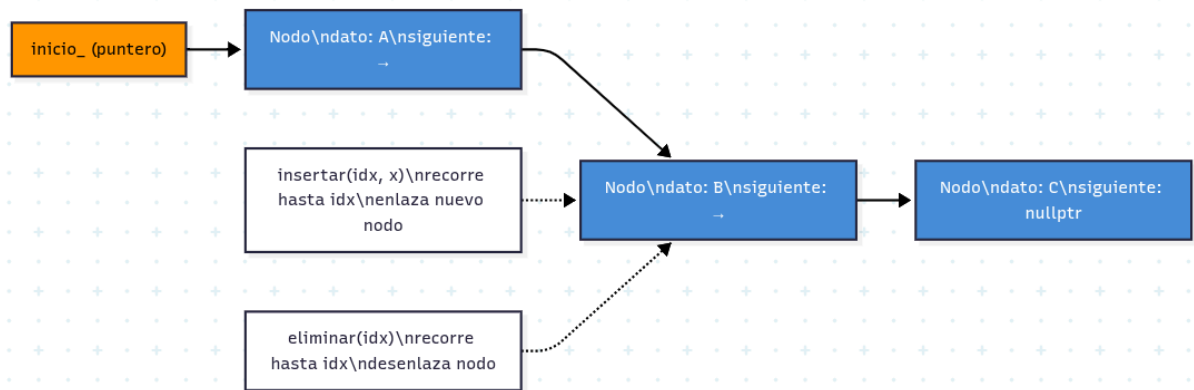 inicio_ (puntero)
Nodo\ndato: A\nsiguiente:
→
insertar(idx, x)\nrecorre
hasta idx\nenlaza nuevo
nodo
eliminar(idx)\nrecorre
hasta idx\ndesenlaza nodo
Nodo\ndato: B\nsiguiente:
→
Nodo\ndato: C\nsiguiente:
nullptr